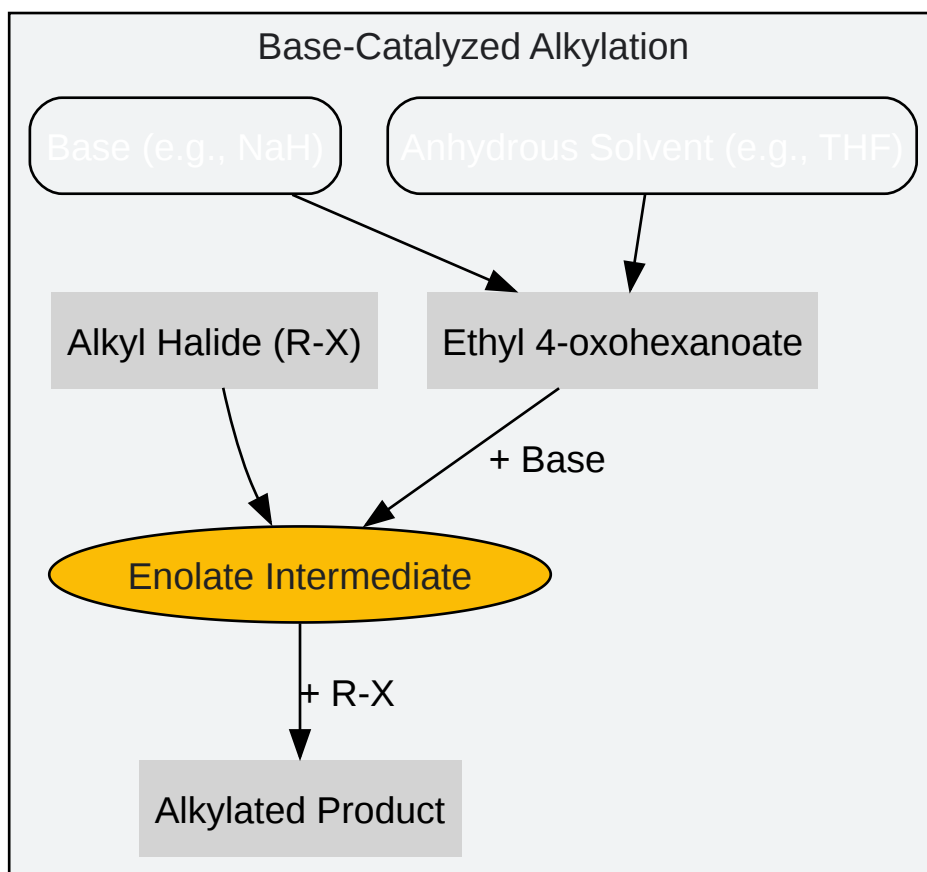 Base-Catalyzed Alkylation
Base (e.g., NaH)
Anhydrous Solvent (e.g., THF)
Alkyl Halide (R-X)
Ethyl 4-oxohexanoate
+ Base
Enolate Intermediate
+ R-X
Alkylated Product